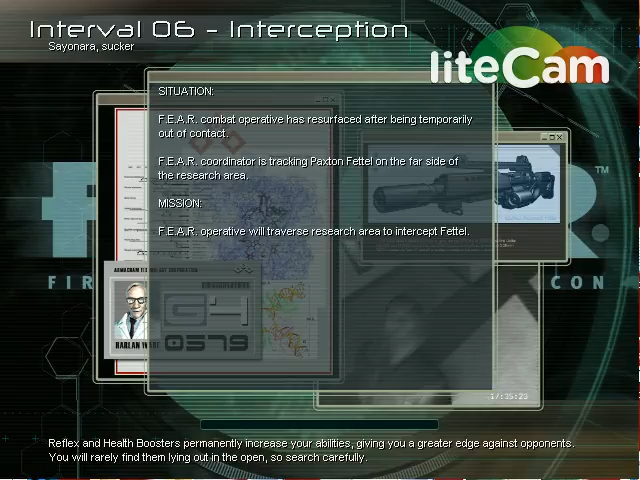 Interval 06 - Interception
Sayonara, sucker
liteCam
SITUATION:
F.E.A.R. combat operative has resurfaced after being temporarily
out of contact.
F.E.A.R. coordinator is tracking Paxton Fettel on the far side of
the research area.
MISSION:
F.E.A.R. operative will traverse research area to intercept Fettel.
TM
FIR
CON
HARLAN
0579
17:35:23
Reflex and Health Boosters permanently increase your abilities, giving you a greater edge against opponents.
You will rarely find them lying out in the open, so search carefully.